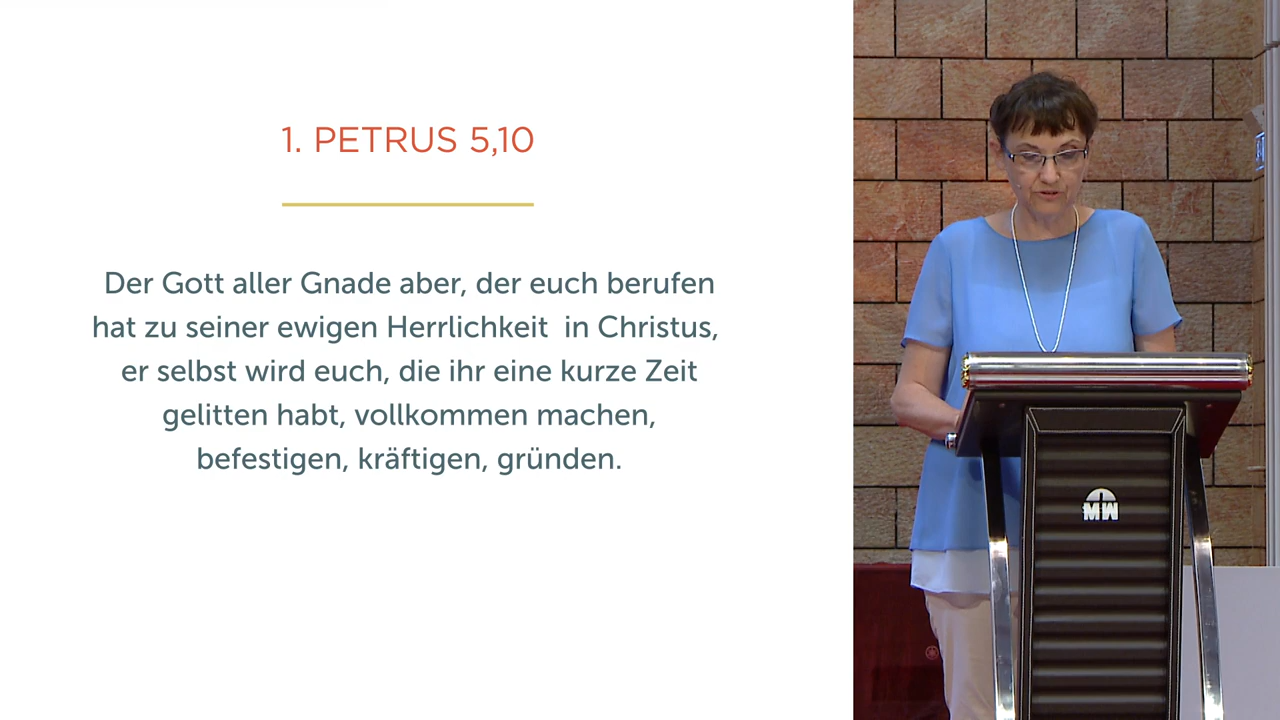 1. PETRUS 5,10
Der Gott aller Gnade aber, der euch berufen
hat zu seiner ewigen Herrlichkeit  in Christus,
er selbst wird euch, die ihr eine kurze Zeit
gelitten habt, vollkommen machen,
befestigen, kräftigen, gründen.
MW